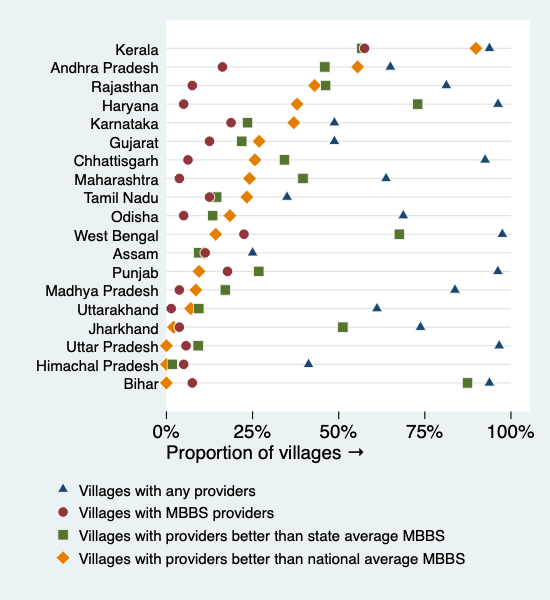 Kerala
Andhra Pradesh
Rajasthan
Haryana
Karnataka
Gujarat
Chhattisgarh
Maharashtra
Tamil Nadu
Odisha
West Bengal
Assam
Punjab
Madhya Pradesh
Uttarakhand
Jharkhand
Uttar Pradesh
Himachal Pradesh
Bihar
0% 25% 50% 75% 100%
Proportion of villages →
Villages with any providers
Villages with MBBS providers
Villages with providers better than state average MBBS
Villages with providers better than national average MBBS